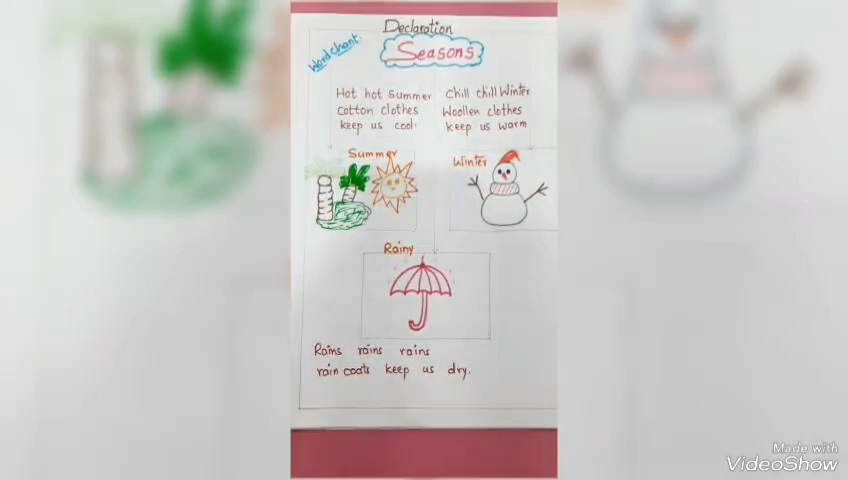 Declaration
Word chant.
Seasons
Hot hot summer
cotton clothes
keep us cool.
Chill chill Winter
Woollen clothes
keep us warm
Summer
Winter
Rainy
Rains rains rains
rain coats keep us dry.
Made with
VideoShow